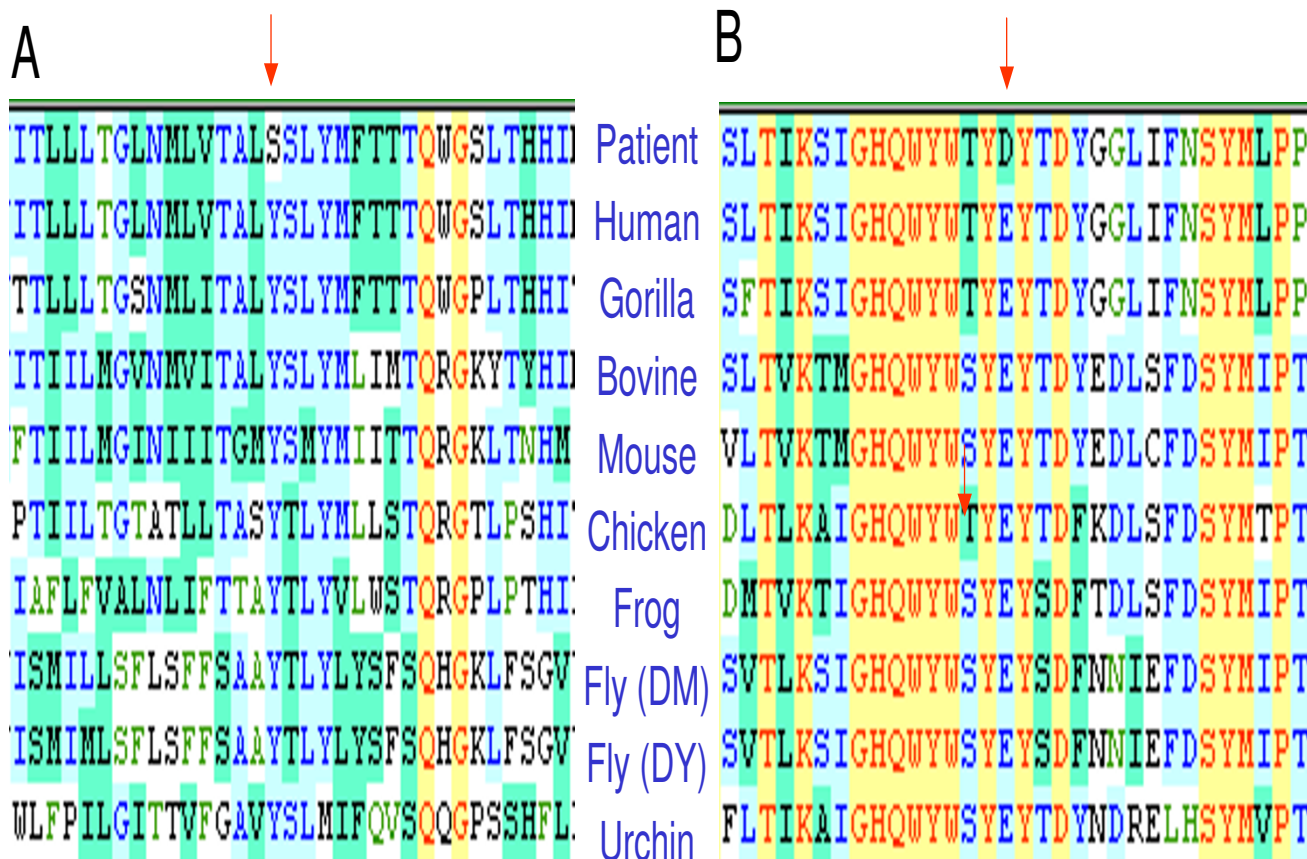 A B
ITLLLTGLNMLVTALSSLYMFTTTQWGSLTHHI Patient SLTIKSIGHQWYWTYDYTDYGGLIFNSYMLPP
ITLLLTGLNMLVTALYSLYMFTTTQWGSLTHHI Human SLTIKSIGHQWYWTYEYTDYGGLIFNSYMLPP
TTLLLTGSNMLITALYSLYMFTTTQWGPLTHHI Gorilla SFTIKSIGHQWYWTYEYTDYGGLIFNSYMLPP
ITIILMGVNMVITALYSLYMLIMTQRGKYTYHI Bovine SLTVKTMGHQWYWSYEYTDYEDLSFDSYMIPT
FTIILMGINIIITGMYSMYMIITTQRGKLTNHM Mouse VLTVKTMGHQWYWSYEYTDYEDLCFDSYMIPT
PTIILTGTATLLTASYTLYMLLSTQRGTLPSHI Chicken DLTLKAIGHQWYWTYEYTDFKDLSFDSYMTPT
IAFLFVALNLIFTTAYTLYVLWSTQRGPLPTHI Frog DMTVKTIGHQWYWSYEYSDFTDLSFDSYMIPT
ISMILLSFLSFFSAAYTLYLYSFSQHGKLFSGV Fly (DM) SVTLKSIGHQWYWSYEYSDFNNIEFDSYMIPT
ISMIMLSFLSFFSAAYTLYLYSFSQHGKLFSGV Fly (DY) SVTLKSIGHQWYWSYEYSDFNNIEFDSYMIPT
WLFPILGITTVFGAVYSLMIFQVSQQGPSSHFL Urchin FLTIKAIGHQWYWSYEYTDYNDRELHSYMVPT